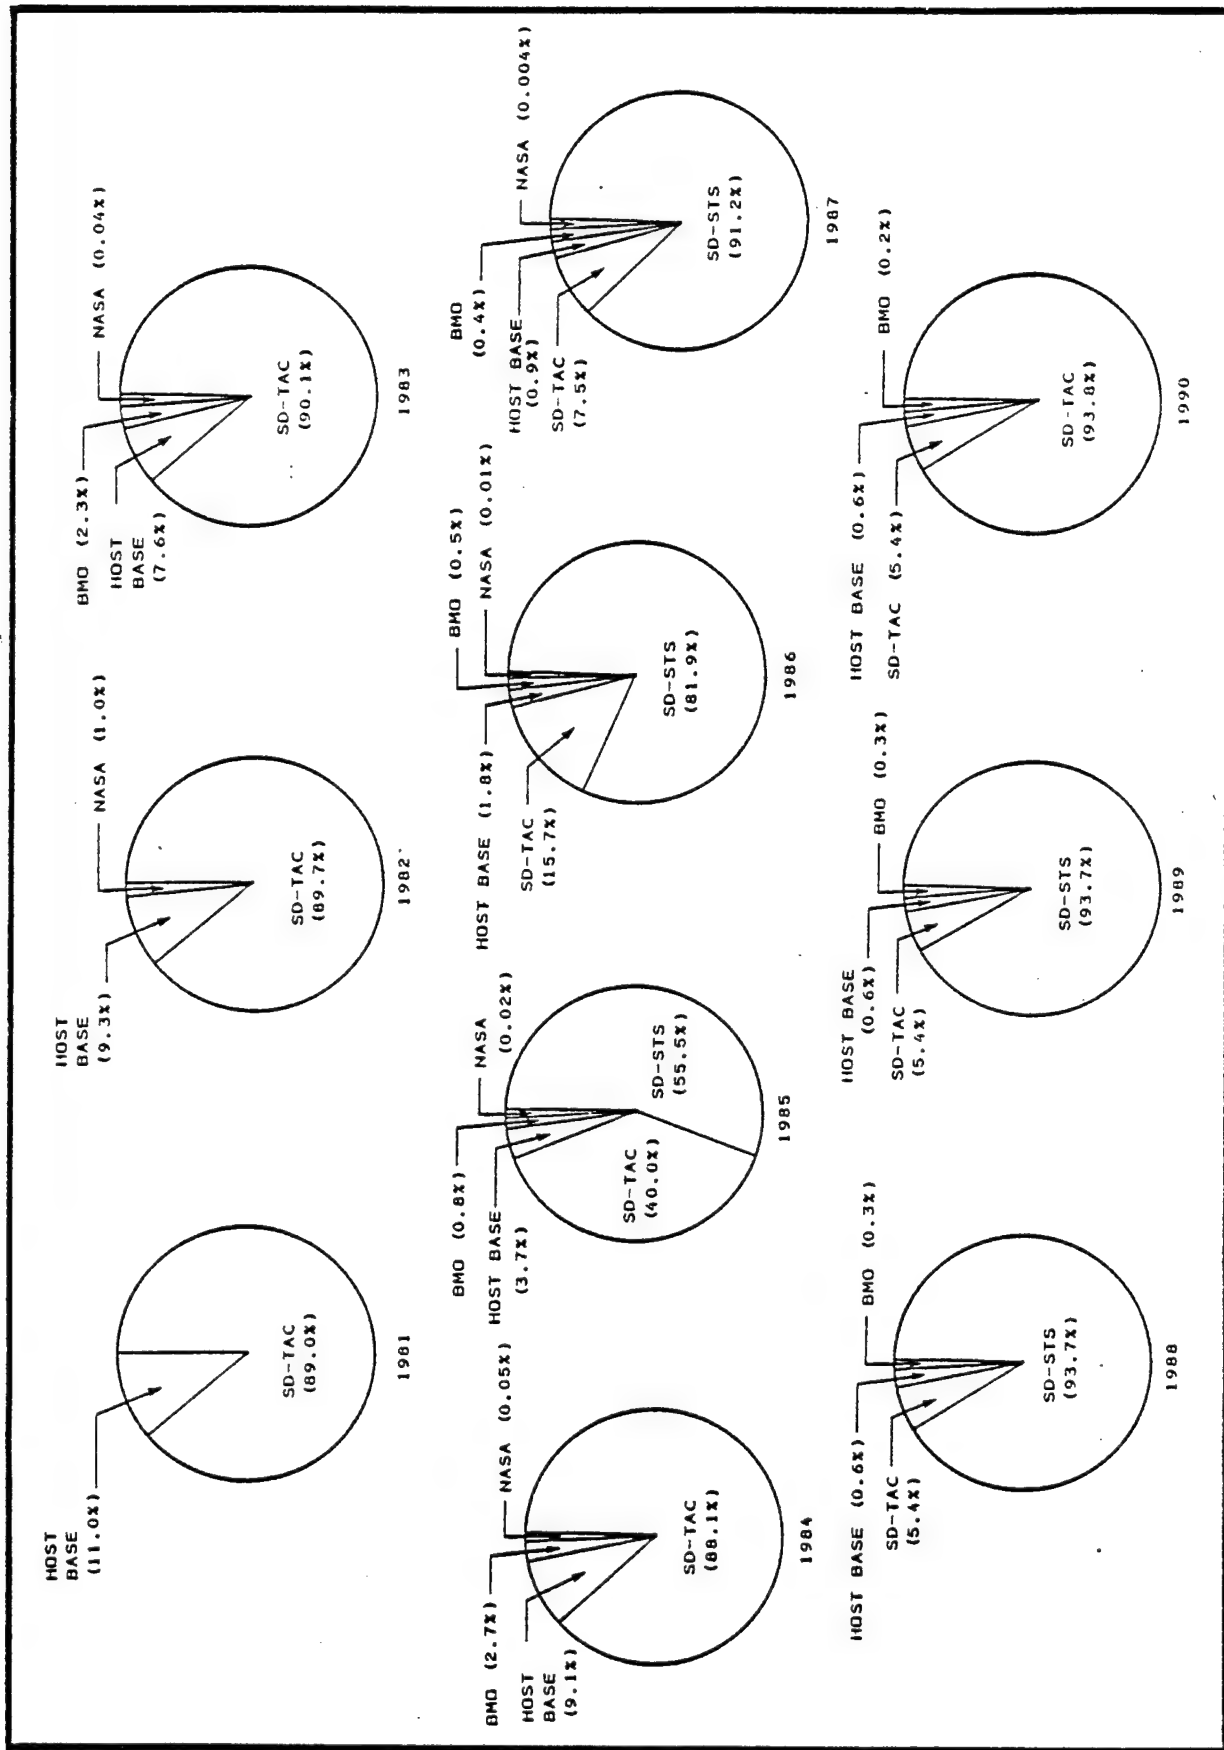 HOST
BASE
(11.0%)
SD-TAC
(89.0%)
1981
HOST
BASE
(9.3%)
NASA (1.0%)
SD-TAC
(89.7%)
1982
BMO (2.3%)
HOST
BASE
(7.6%)
NASA (0.04%)
SD-TAC
(90.1%)
1983
BMO (2.7%)
HOST
BASE
(9.1%)
NASA (0.05%)
SD-TAC
(88.1%)
1984
BMO (0.8%)
HOST BASE
(3.7%)
NASA
(0.02%)
SD-TAC
(40.0%)
SD-STS
(55.5%)
1985
HOST BASE (1.8%)
SD-TAC
(15.7%)
BMO (0.5%)
NASA (0.01%)
SD-STS
(81.9%)
1986
BMO
(0.4%)
HOST BASE
(0.9%)
SD-TAC
(7.5%)
NASA (0.004%)
SD-STS
(91.2%)
1987
HOST BASE (0.6%)
SD-TAC
(5.4%)
BMO (0.3%)
SD-STS
(93.7%)
1988
HOST BASE
(0.6%)
SD-TAC
(5.4%)
BMO (0.3%)
SD-STS
(93.7%)
1989
HOST BASE (0.6%)
SD-TAC (5.4%)
BMO (0.2%)
SD-TAC
(93.8%)
1990